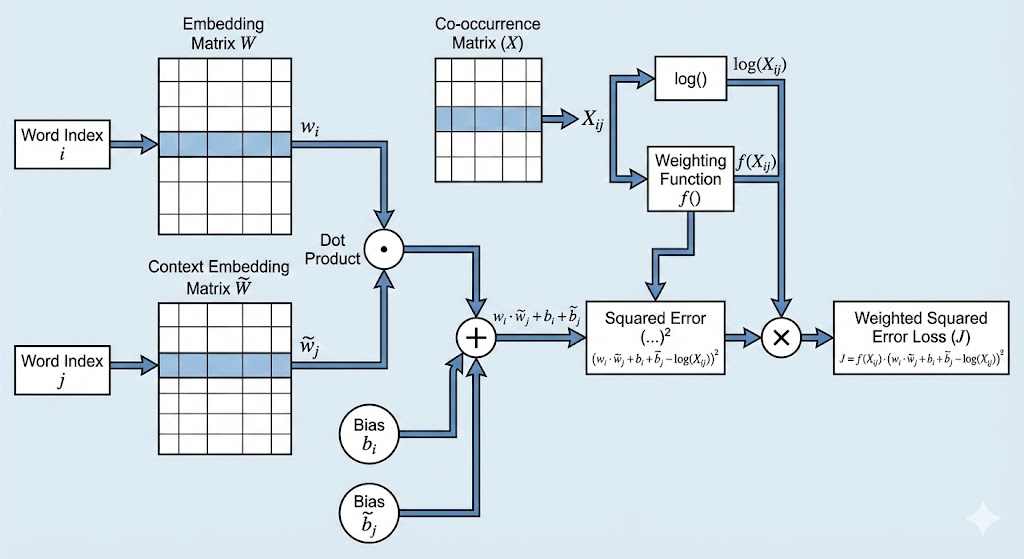 Embedding
Matrix W
Co-occurrence
Matrix (X)
log()
log(Xᵢⱼ)
Word Index
i
wᵢ
Xᵢⱼ
Weighting
Function
f()
f(Xᵢⱼ)
Dot
Product
Context Embedding
Matrix W̃
Word Index
j
w̃ⱼ
wᵢ · w̃ⱼ + bᵢ + b̃ⱼ
Squared Error
(...)²
(wᵢ · w̃ⱼ + bᵢ + b̃ⱼ − log(Xᵢⱼ))²
Weighted Squared
Error Loss (J)
J = f(Xᵢⱼ) · (wᵢ · w̃ⱼ + bᵢ + b̃ⱼ − log(Xᵢⱼ))²
Bias
bᵢ
Bias
b̃ⱼ